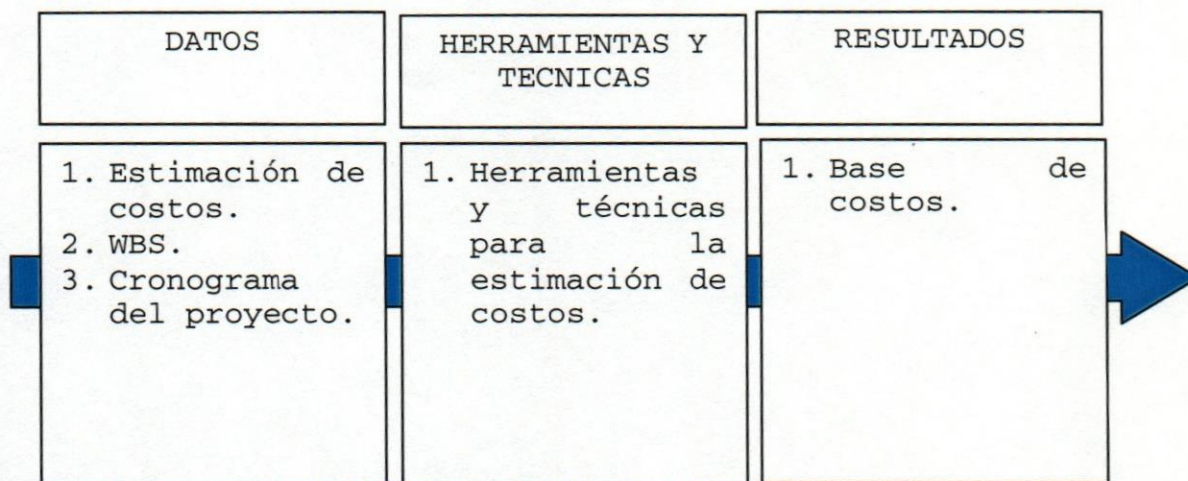 DATOS
HERRAMIENTAS Y
TECNICAS
RESULTADOS
1. Estimación de
costos.
2. WBS.
3. Cronograma
del proyecto.
1. Herramientas
y técnicas
para la
estimación de
costos.
1. Base de
costos.